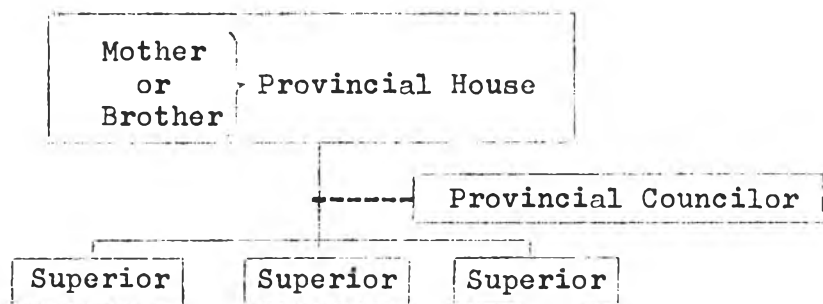 Mother
or
Brother
Provincial House
Provincial Councilor
Superior Superior Superior